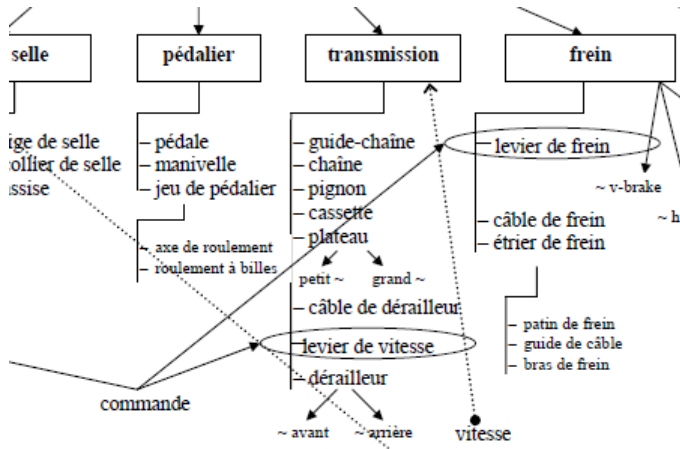 selle
pédalier
transmission
frein
ige de selle
collier de selle
ssise
– pédale
– manivelle
– jeu de pédalier
– axe de roulement
– roulement à billes
– guide-chaîne
– chaîne
– pignon
– cassette
– plateau
petit ~
grand ~
– câble de dérailleur
– levier de vitesse
– dérailleur
~ avant
~ arrière
– levier de frein
~ v-brake
~ h
– câble de frein
– étrier de frein
– patin de frein
– guide de câble
– bras de frein
commande
vitesse